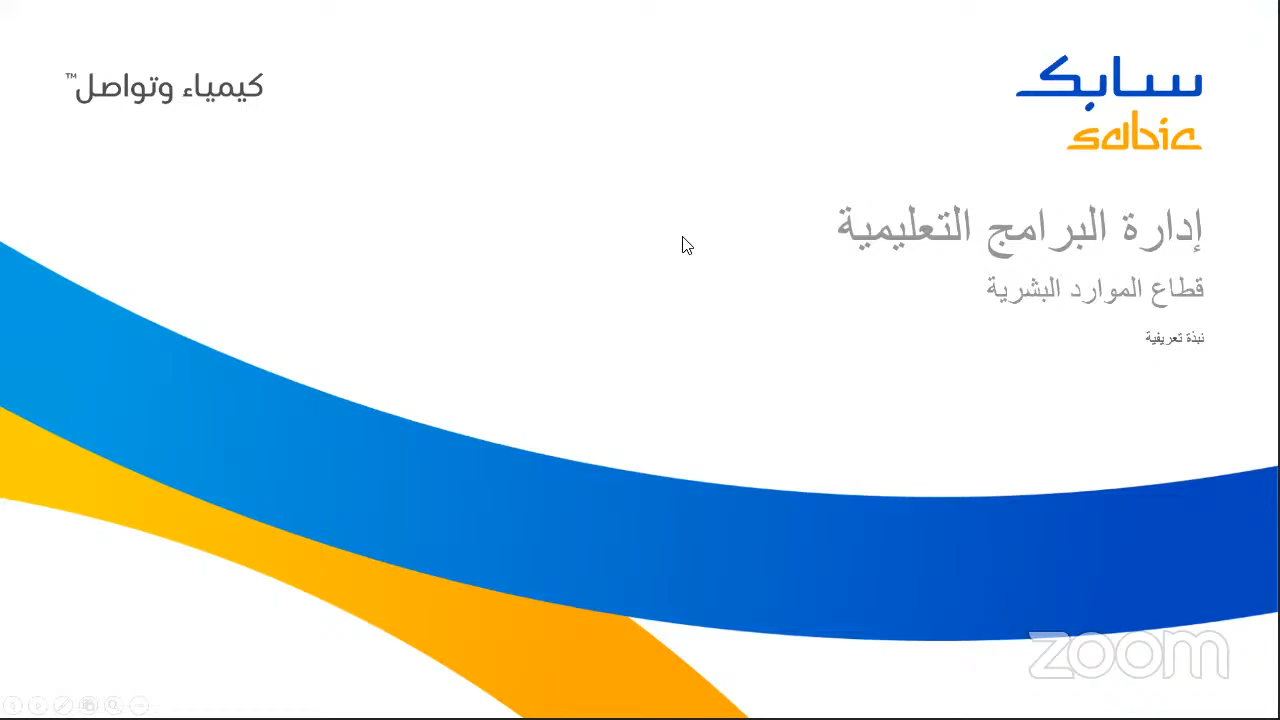 سابك
sabic
كيمياء وتواصل™
إدارة البرامج التعليمية
قطاع الموارد البشرية
نبذة تعريفية
zoom